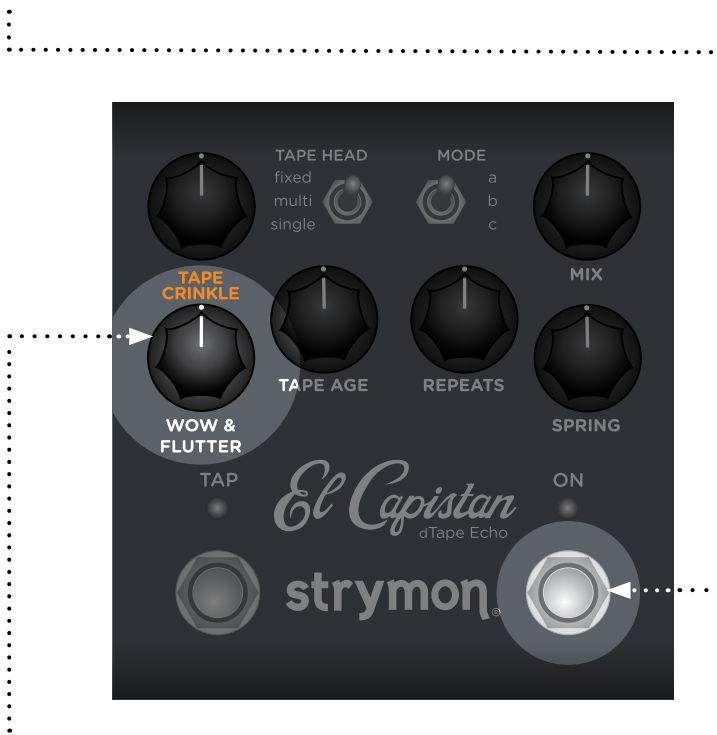 TAPE HEAD
fixed
multi
single
MODE
a
b
c
MIX
TAPE
CRINKLE
TAPE AGE
REPEATS
WOW &
FLUTTER
SPRING
TAP
ON
El Capistan
dTape Echo
strymon®